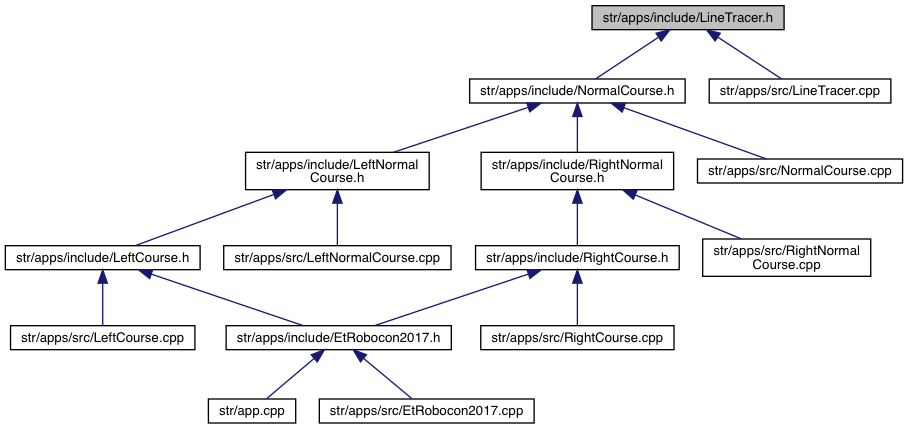 str/apps/include/LineTracer.h
str/apps/include/NormalCourse.h
str/apps/src/LineTracer.cpp
str/apps/include/LeftNormal
Course.h
str/apps/include/RightNormal
Course.h
str/apps/src/NormalCourse.cpp
str/apps/include/LeftCourse.h
str/apps/src/LeftNormalCourse.cpp
str/apps/include/RightCourse.h
str/apps/src/RightNormal
Course.cpp
str/apps/src/LeftCourse.cpp
str/apps/include/EtRobocon2017.h
str/apps/src/RightCourse.cpp
str/app.cpp
str/apps/src/EtRobocon2017.cpp